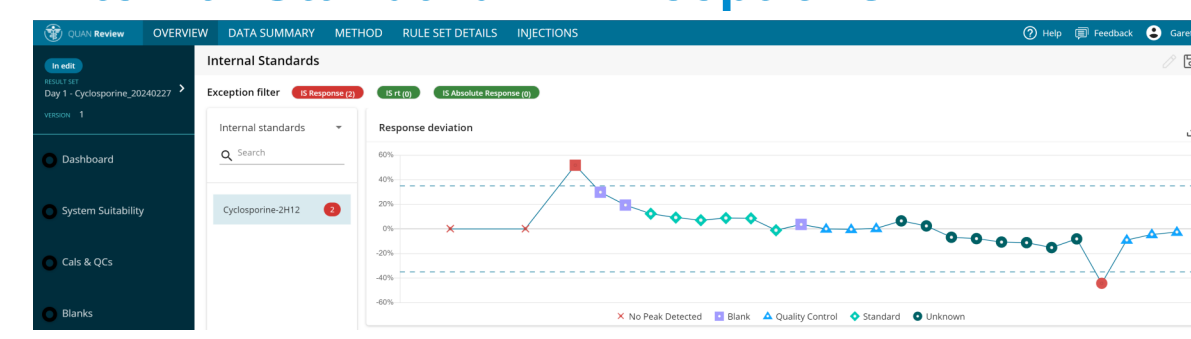 QUAN Review OVERVIEW DATA SUMMARY METHOD RULE SET DETAILS INJECTIONS Help Feedback
In edit
RESULT SET
Day 1 - Cyclosporine_20240227
VERSION 1
Dashboard
System Suitability
Cals & QCs
Blanks
Internal Standards
Exception filter IS Response (2) IS rt (0) IS Absolute Response (0)
Internal standards
Search
Cyclosporine-2H12 2
Response deviation
60%
40%
20%
0%
-20%
-40%
-60%
No Peak Detected Blank Quality Control Standard Unknown